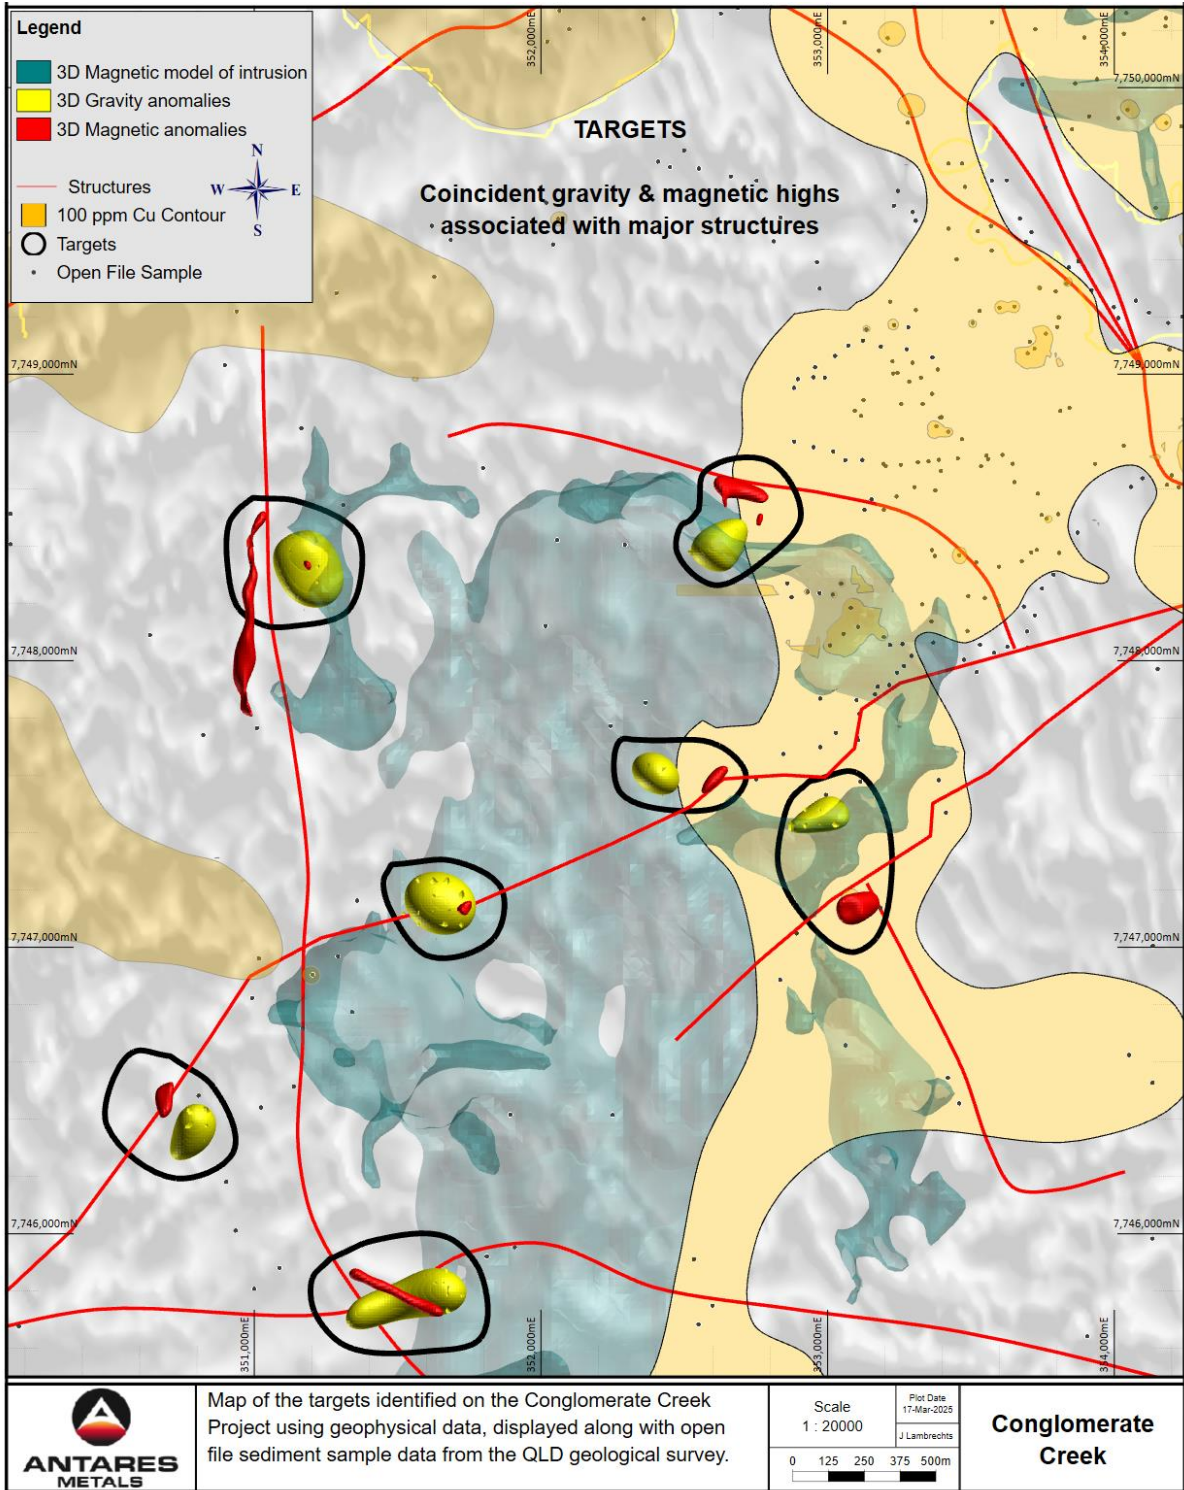 Legend
3D Magnetic model of intrusion
3D Gravity anomalies
3D Magnetic anomalies
Structures
100 ppm Cu Contour
Targets
Open File Sample
N
W
E
S
352,000mE
353,000mE
354,000mE
7,750,000mN
TARGETS
Coincident gravity & magnetic highs
associated with major structures
7,749,000mN
7,749,000mN
7,748,000mN
7,748,000mN
7,747,000mN
7,747,000mN
7,746,000mN
7,746,000mN
351,000mE
352,000mE
353,000mE
354,000mE
ANTARES
METALS
Map of the targets identified on the Conglomerate Creek
Project using geophysical data, displayed along with open
file sediment sample data from the QLD geological survey.
Scale
1 : 20000
Plot Date
17-Mar-2025
J Lambrechts
0 125 250 375 500m
Conglomerate
Creek